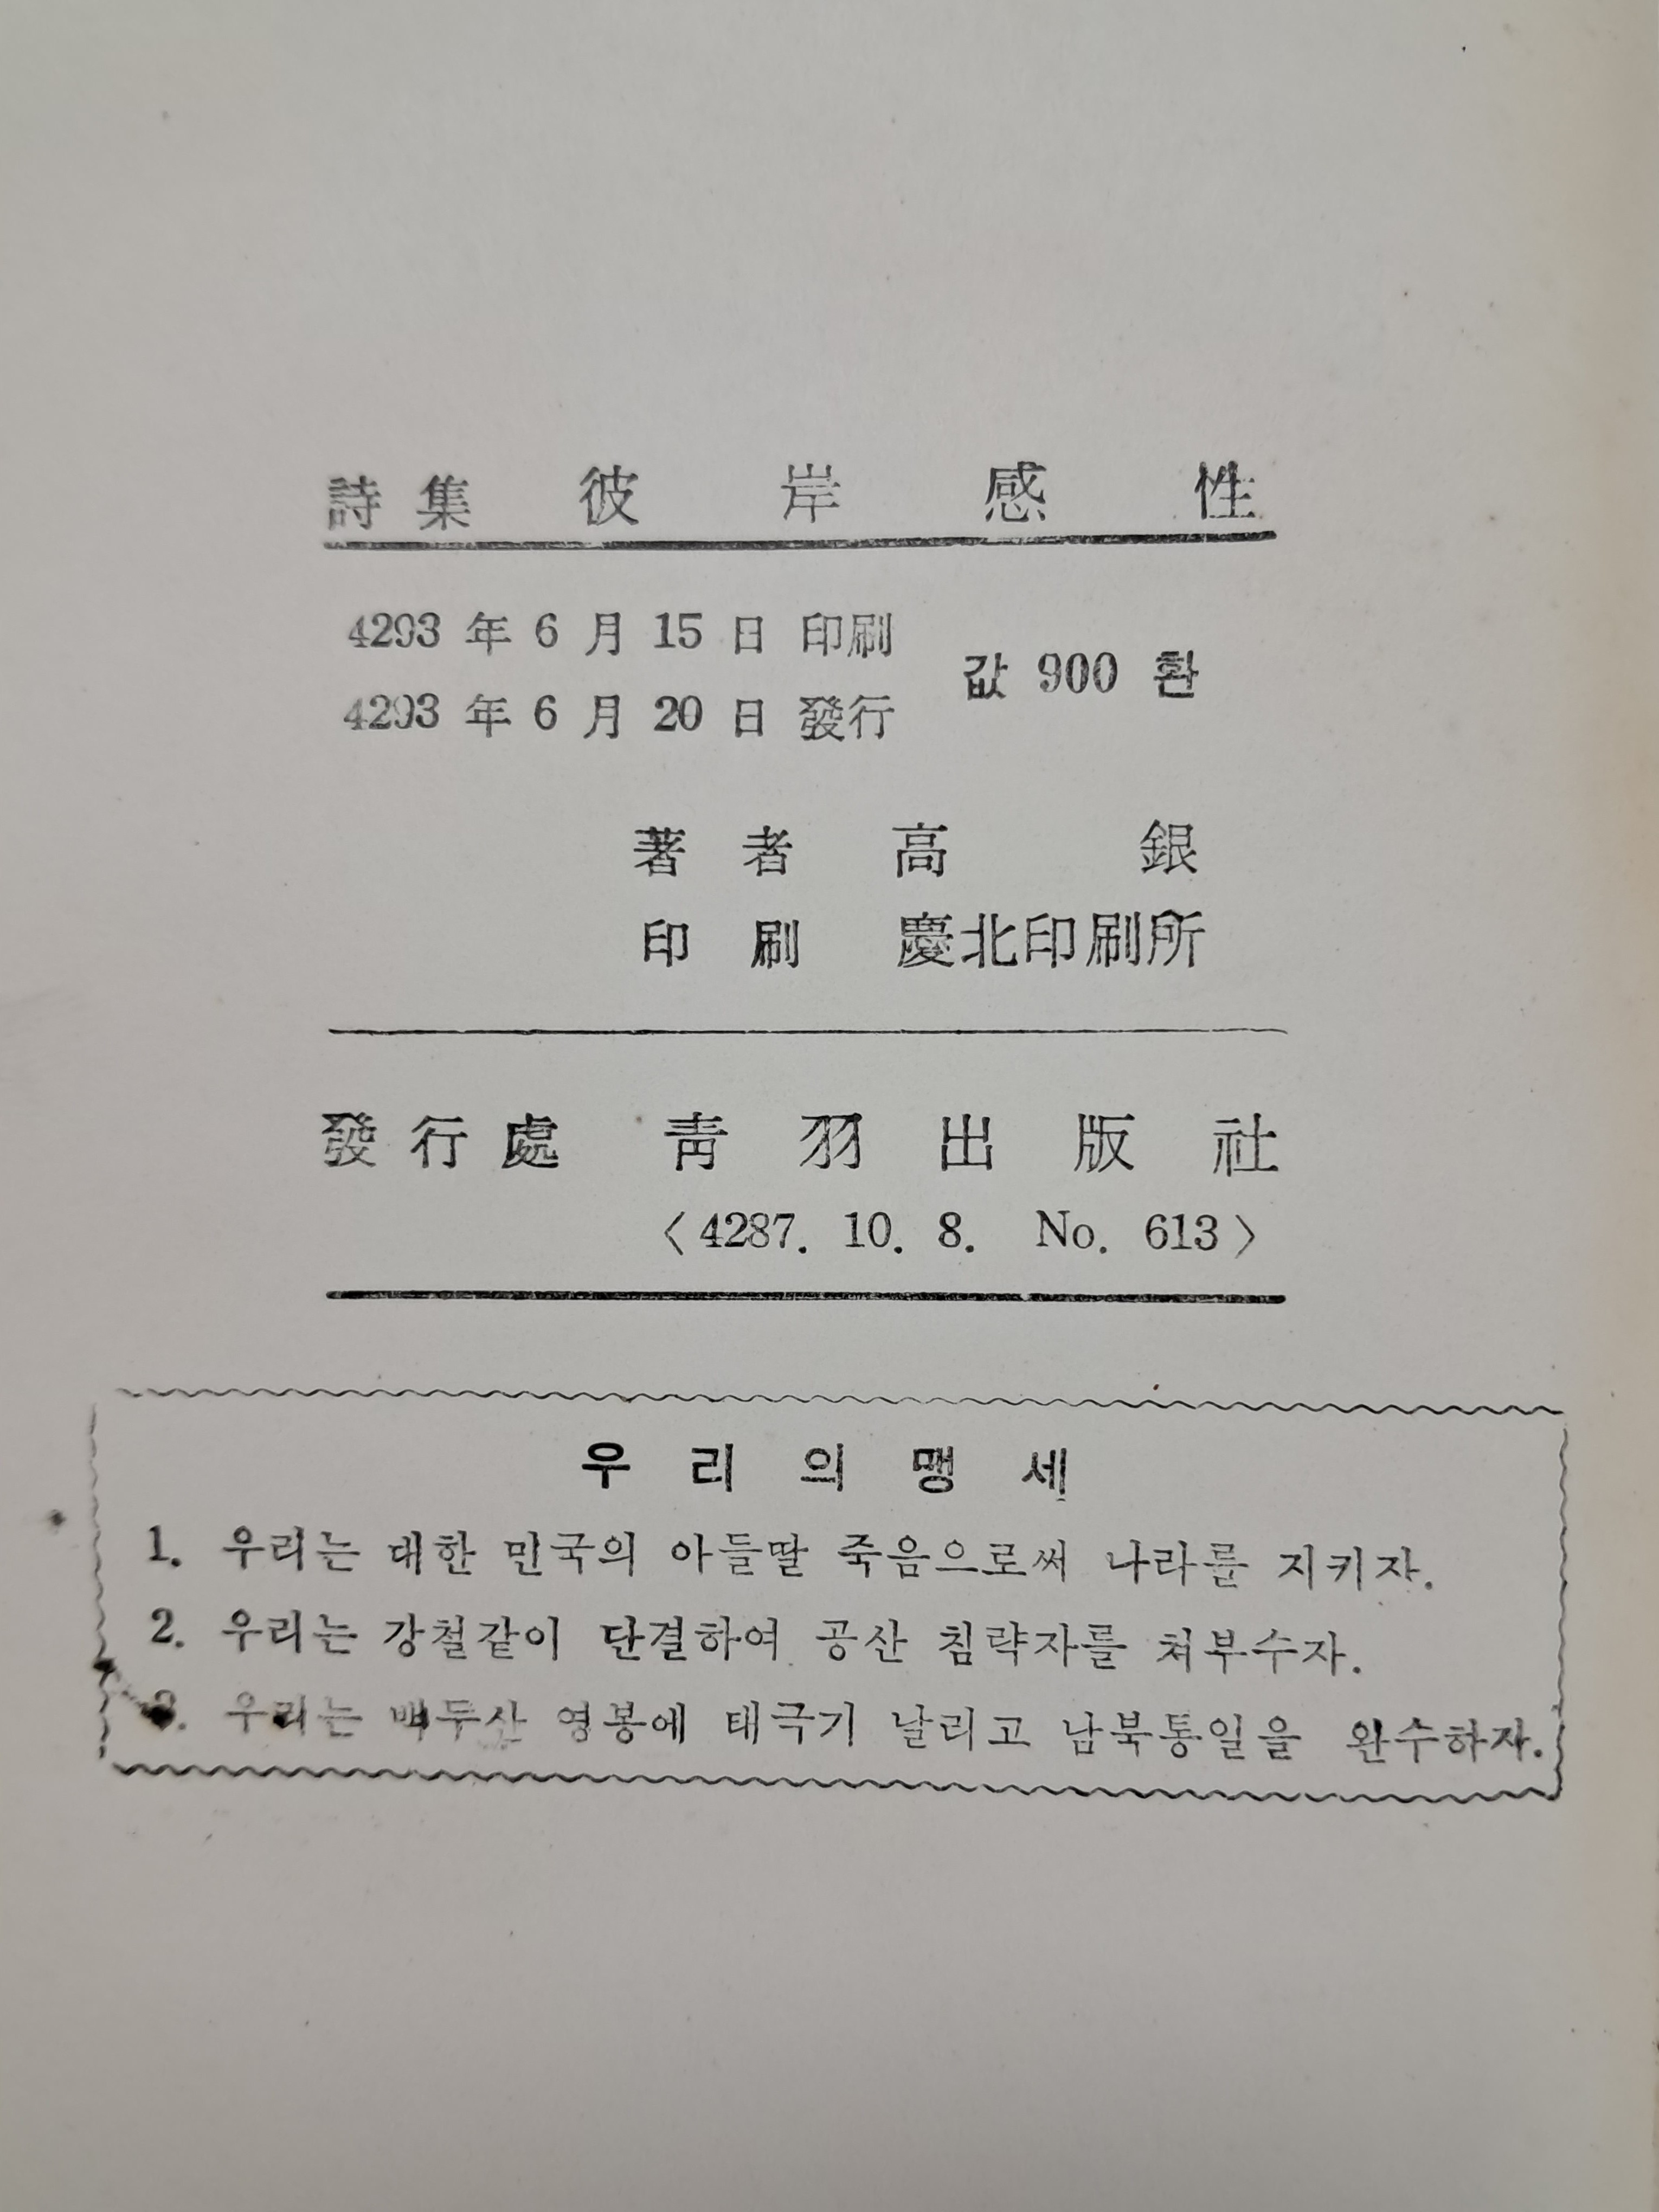 詩集 彼岸感性
4293 年 6 月 15 日 印刷
4293 年 6 月 20 日 發行
값 900 환
著者 高銀
印刷 慶北印刷所
發行處 靑羽出版社
〈4287. 10. 8. No. 613〉
우리의 맹세
1. 우리는 대한 민국의 아들딸 죽음으로써 나라를 지키자.
2. 우리는 강철같이 단결하여 공산 침략자를 쳐부수자.
3. 우리는 백두산 영봉에 태극기 날리고 남북통일을 완수하자.